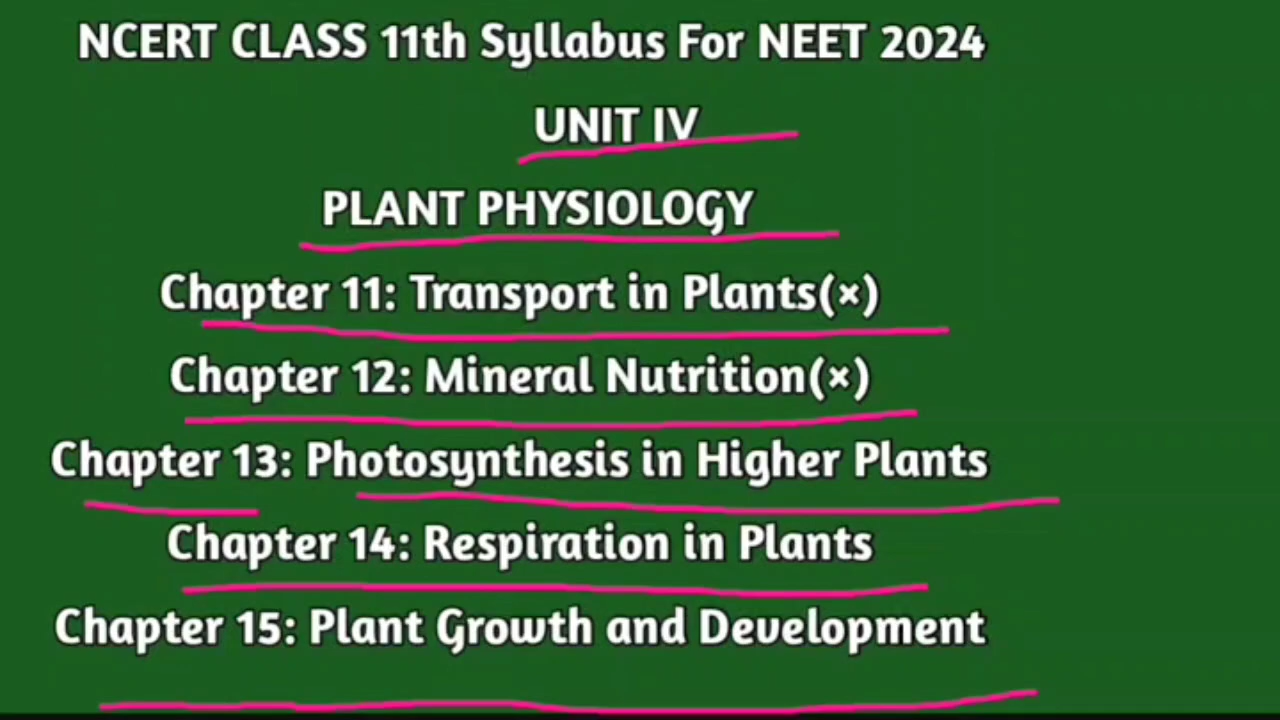 NCERT CLASS 11th Syllabus For NEET 2024
UNIT IV
PLANT PHYSIOLOGY
Chapter 11: Transport in Plants(×)
Chapter 12: Mineral Nutrition(×)
Chapter 13: Photosynthesis in Higher Plants
Chapter 14: Respiration in Plants
Chapter 15: Plant Growth and Development